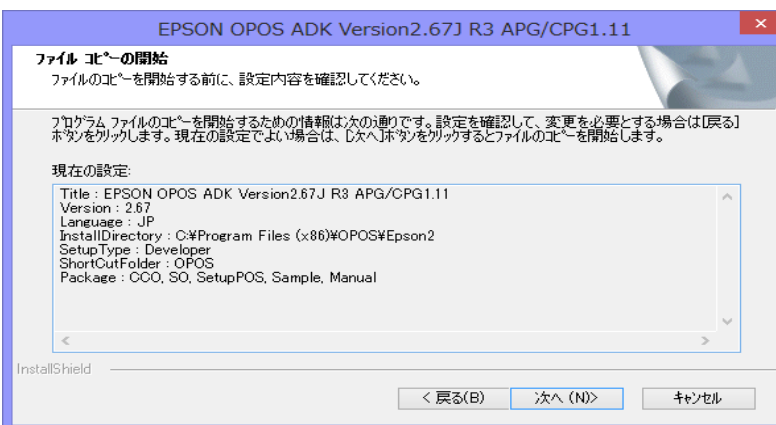 EPSON OPOS ADK Version2.67J R3 APG/CPG1.11
ファイル コピーの開始
ファイルのコピーを開始する前に、設定内容を確認してください。
プログラム ファイルのコピーを開始するための情報は次の通りです。設定を確認して、変更を必要とする場合は[戻る]
ボタンをクリックします。現在の設定でよい場合は、[次へ]ボタンをクリックするとファイルのコピーを開始します。
現在の設定:
Title : EPSON OPOS ADK Version2.67J R3 APG/CPG1.11
Version : 2.67
Language : JP
InstallDirectory : C:¥Program Files (x86)¥OPOS¥Epson2
SetupType : Developer
ShortCutFolder : OPOS
Package : CCO, SO, SetupPOS, Sample, Manual
InstallShield
< 戻る(B)
次へ (N)>
キャンセル